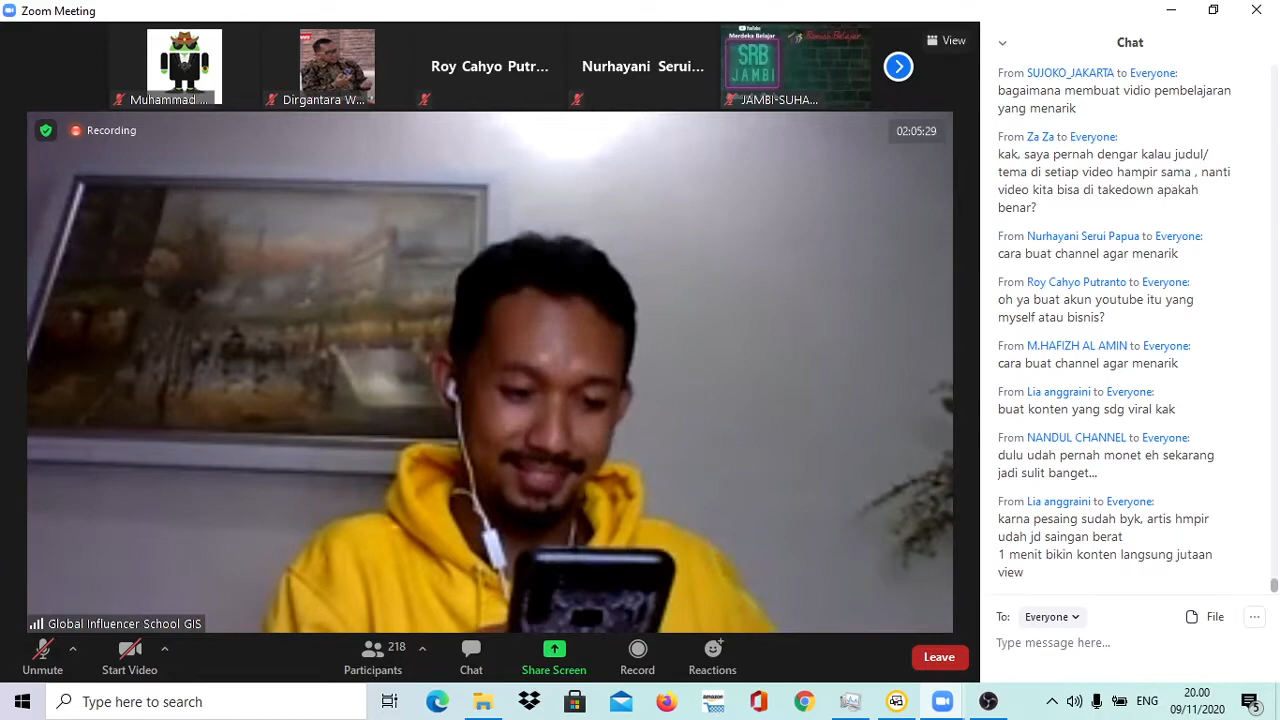 Zoom Meeting
Muhammad ...
Dirgantara W...
Roy Cahyo Putr...
Nurhayani Serui...
YouTube
Merdeka Belajar
SRB
JAMBI
JAMBI-SUHA...
View
Recording
02:05:29
Global Influencer School GIS
Unmute
Start Video
218
Participants
Chat
Share Screen
Record
Reactions
Leave
Chat
From SUJOKO_JAKARTA to Everyone:
bagaimana membuat vidio pembelajaran
yang menarik
From Za Za to Everyone:
kak, saya pernah dengar kalau judul/
tema di setiap video hampir sama , nanti
video kita bisa di takedown apakah
benar?
From Nurhayani Serui Papua to Everyone:
cara buat channel agar menarik
From Roy Cahyo Putranto to Everyone:
oh ya buat akun youtube itu yang
myself atau bisnis?
From M.HAFIZH AL AMIN to Everyone:
cara buat channel agar menarik
From Lia anggraini to Everyone:
buat konten yang sdg viral kak
From NANDUL CHANNEL to Everyone:
dulu udah pernah monet eh sekarang
jadi sulit banget...
From Lia anggraini to Everyone:
karna pesaing sudah byk, artis hmpir
udah jd saingan berat
1 menit bikin konten langsung jutaan
view
To: Everyone
File
Type message here...
Type here to search
amazon
ENG
20.00
09/11/2020
5